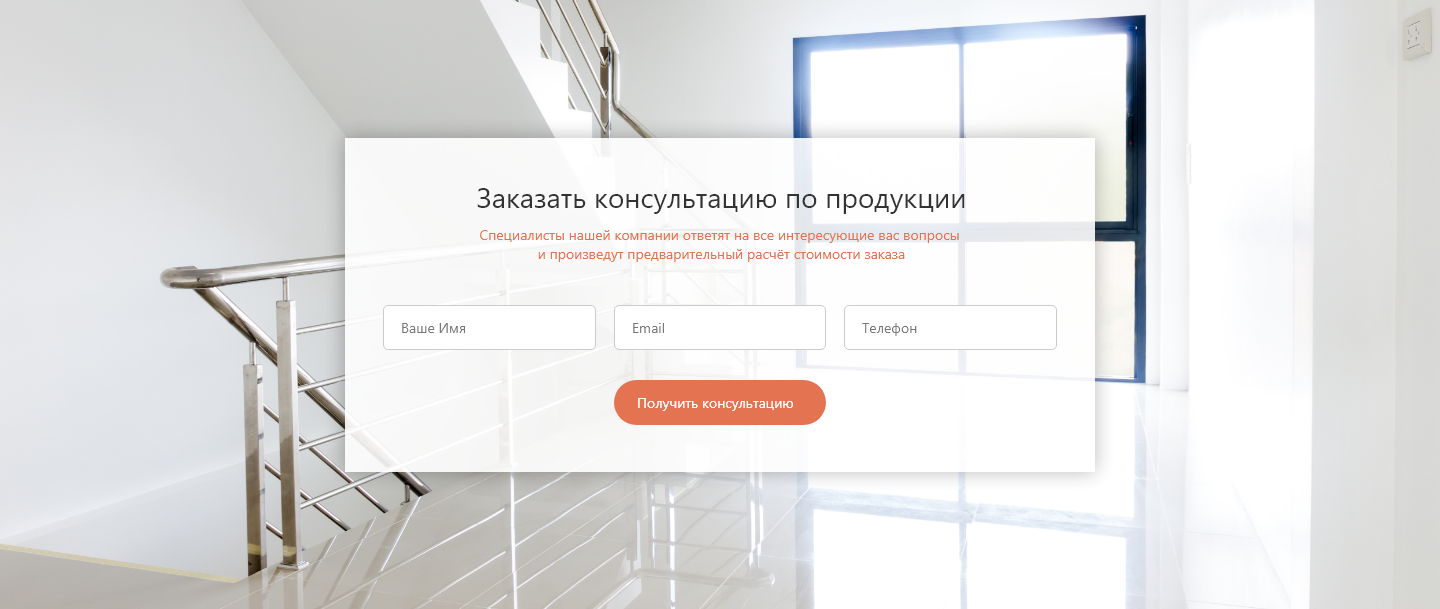 Заказать консультацию по продукции
Специалисты нашей компании ответят на все интересующие вас вопросы
и произведут предварительный расчёт стоимости заказа
Ваше Имя
Email
Телефон
Получить консультацию